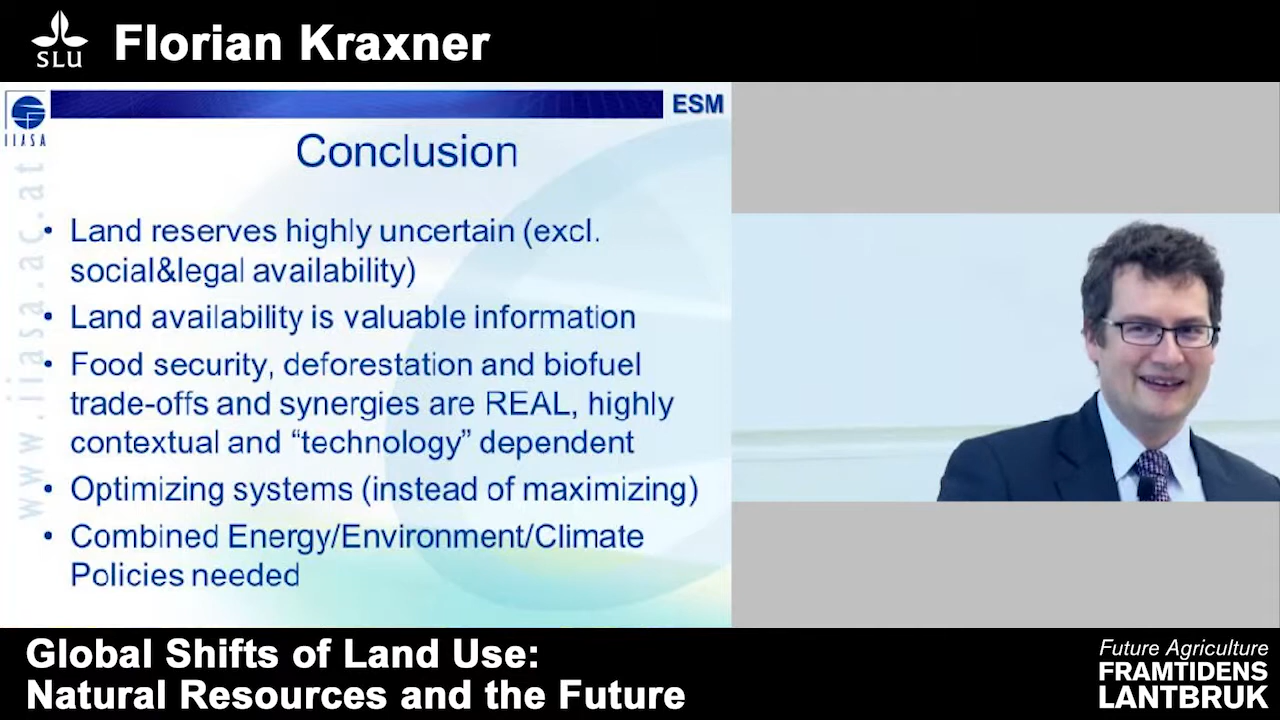 SLU
Florian Kraxner
IIASA
ESM
www.iiasa.ac.at
Conclusion
• Land reserves highly uncertain (excl.
social&legal availability)
• Land availability is valuable information
• Food security, deforestation and biofuel
trade-offs and synergies are REAL, highly
contextual and “technology” dependent
• Optimizing systems (instead of maximizing)
• Combined Energy/Environment/Climate
Policies needed
Global Shifts of Land Use:
Natural Resources and the Future
Future Agriculture
FRAMTIDENS
LANTBRUK